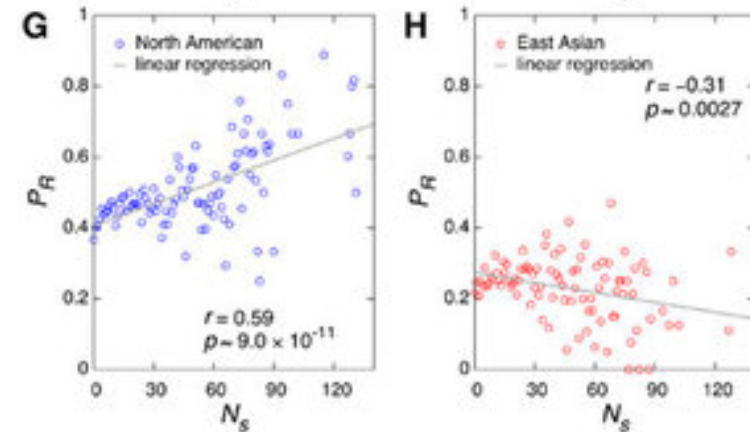 G
1
0.8
0.6
0.4
0.2
0
P_R
North American
linear regression
r = 0.59
p ~ 9.0 × 10^-11
0 30 60 90 120
N_s
H
1
0.8
0.6
0.4
0.2
0
P_R
East Asian
linear regression
r = −0.31
p ~ 0.0027
0 30 60 90 120
N_s